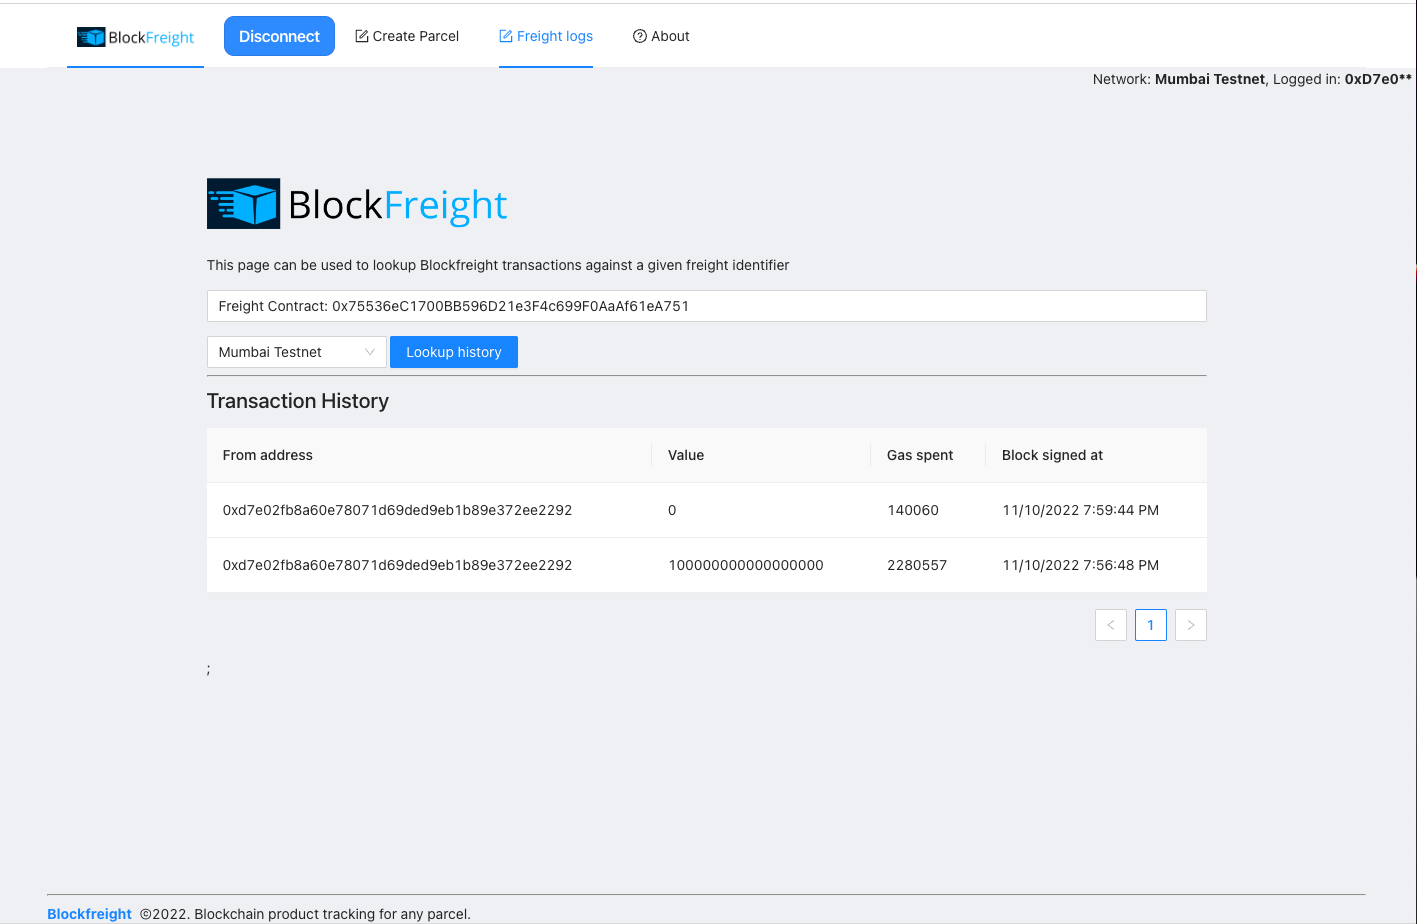 BlockFreight Disconnect Create Parcel Freight logs About
Network: Mumbai Testnet, Logged in: 0xD7e0**
BlockFreight
This page can be used to lookup Blockfreight transactions against a given freight identifier
Freight Contract: 0x75536eC1700BB596D21e3F4c699F0AaAf61eA751
Mumbai Testnet Lookup history
Transaction History
From address Value Gas spent Block signed at
0xd7e02fb8a60e78071d69ded9eb1b89e372ee2292 0 140060 11/10/2022 7:59:44 PM
0xd7e02fb8a60e78071d69ded9eb1b89e372ee2292 100000000000000000 2280557 11/10/2022 7:56:48 PM
< 1 >
;
Blockfreight ©2022. Blockchain product tracking for any parcel.